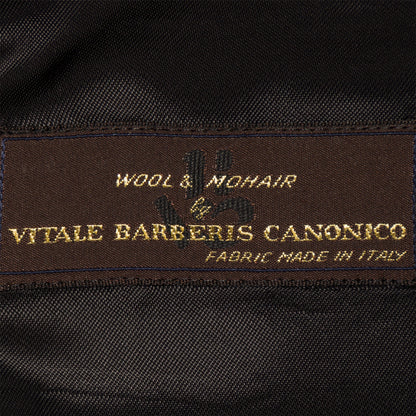 WOOL & MOHAIR
by
VITALE BARBERIS CANONICO
FABRIC MADE IN ITALY